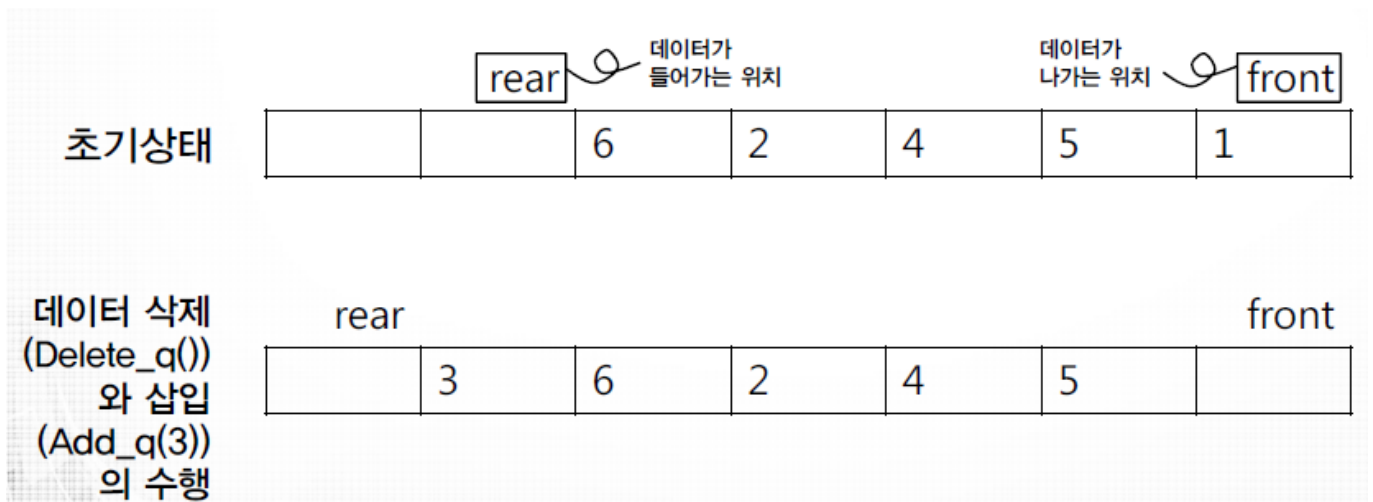 rear
데이터가
들어가는 위치
데이터가
나가는 위치
front
초기상태
6 2 4 5 1
데이터 삭제
(Delete_q())
와 삽입
(Add_q(3))
의 수행
rear front
3 6 2 4 5